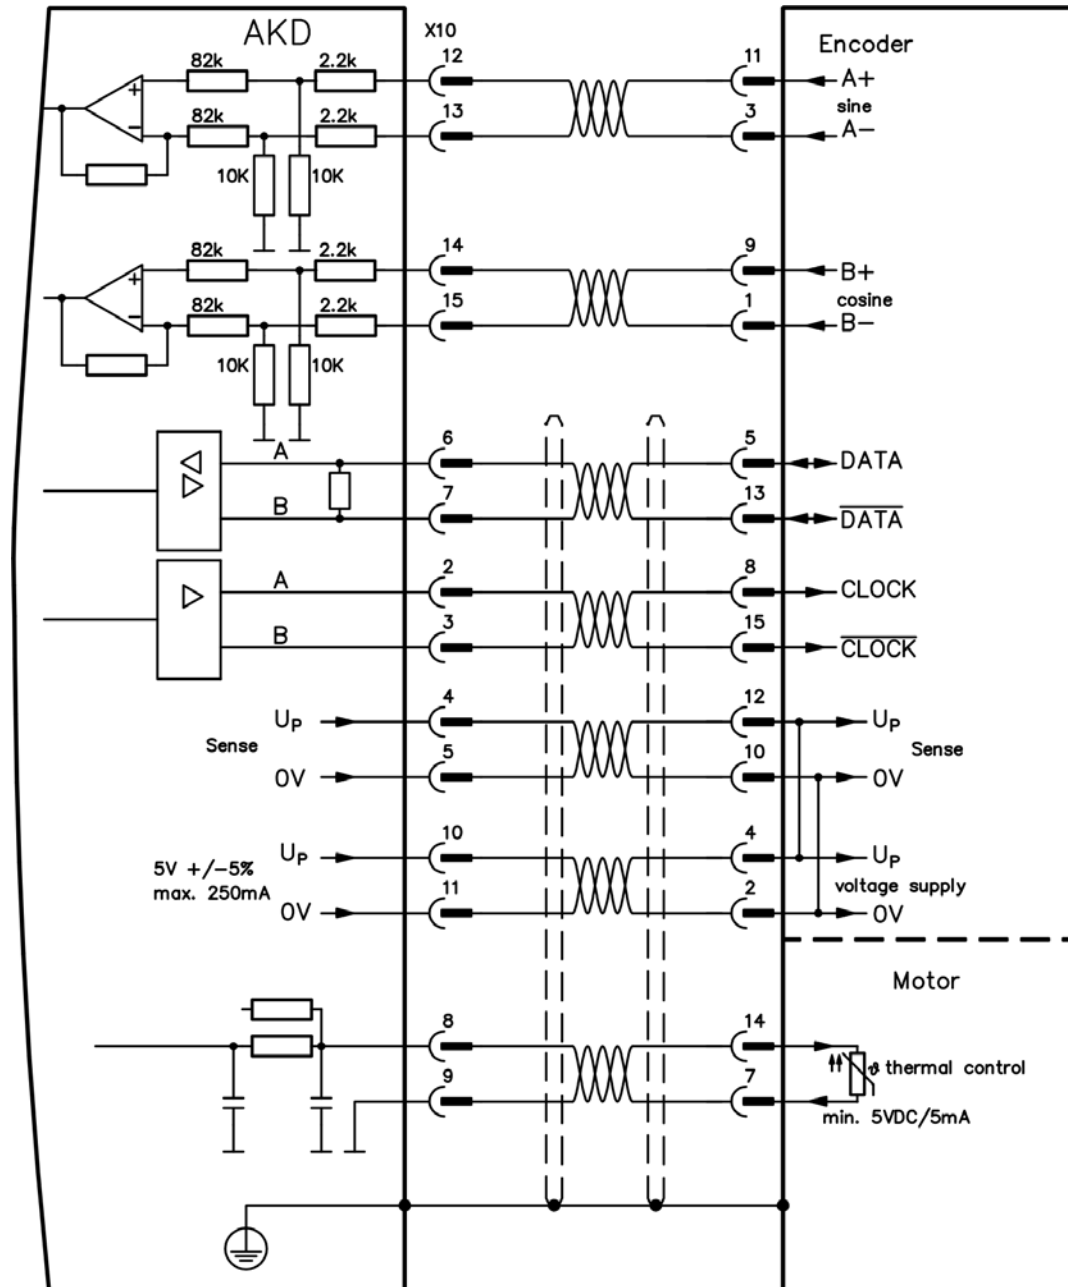 AKD
X10
Encoder
82k 2.2k 12 11 A+
sine
82k 2.2k 13 3 A-
10K 10K
82k 2.2k 14 9 B+
cosine
82k 2.2k 15 1 B-
10K 10K
A 6 5 DATA
B 7 13 DATA
A 2 8 CLOCK
B 3 15 CLOCK
UP 4 12 UP
Sense Sense
0V 5 10 0V
UP 10 4 UP
5V +/-5%
max. 250mA
voltage supply
0V 11 2 0V
Motor
8 14
ϑ thermal control
9 7
min. 5VDC/5mA